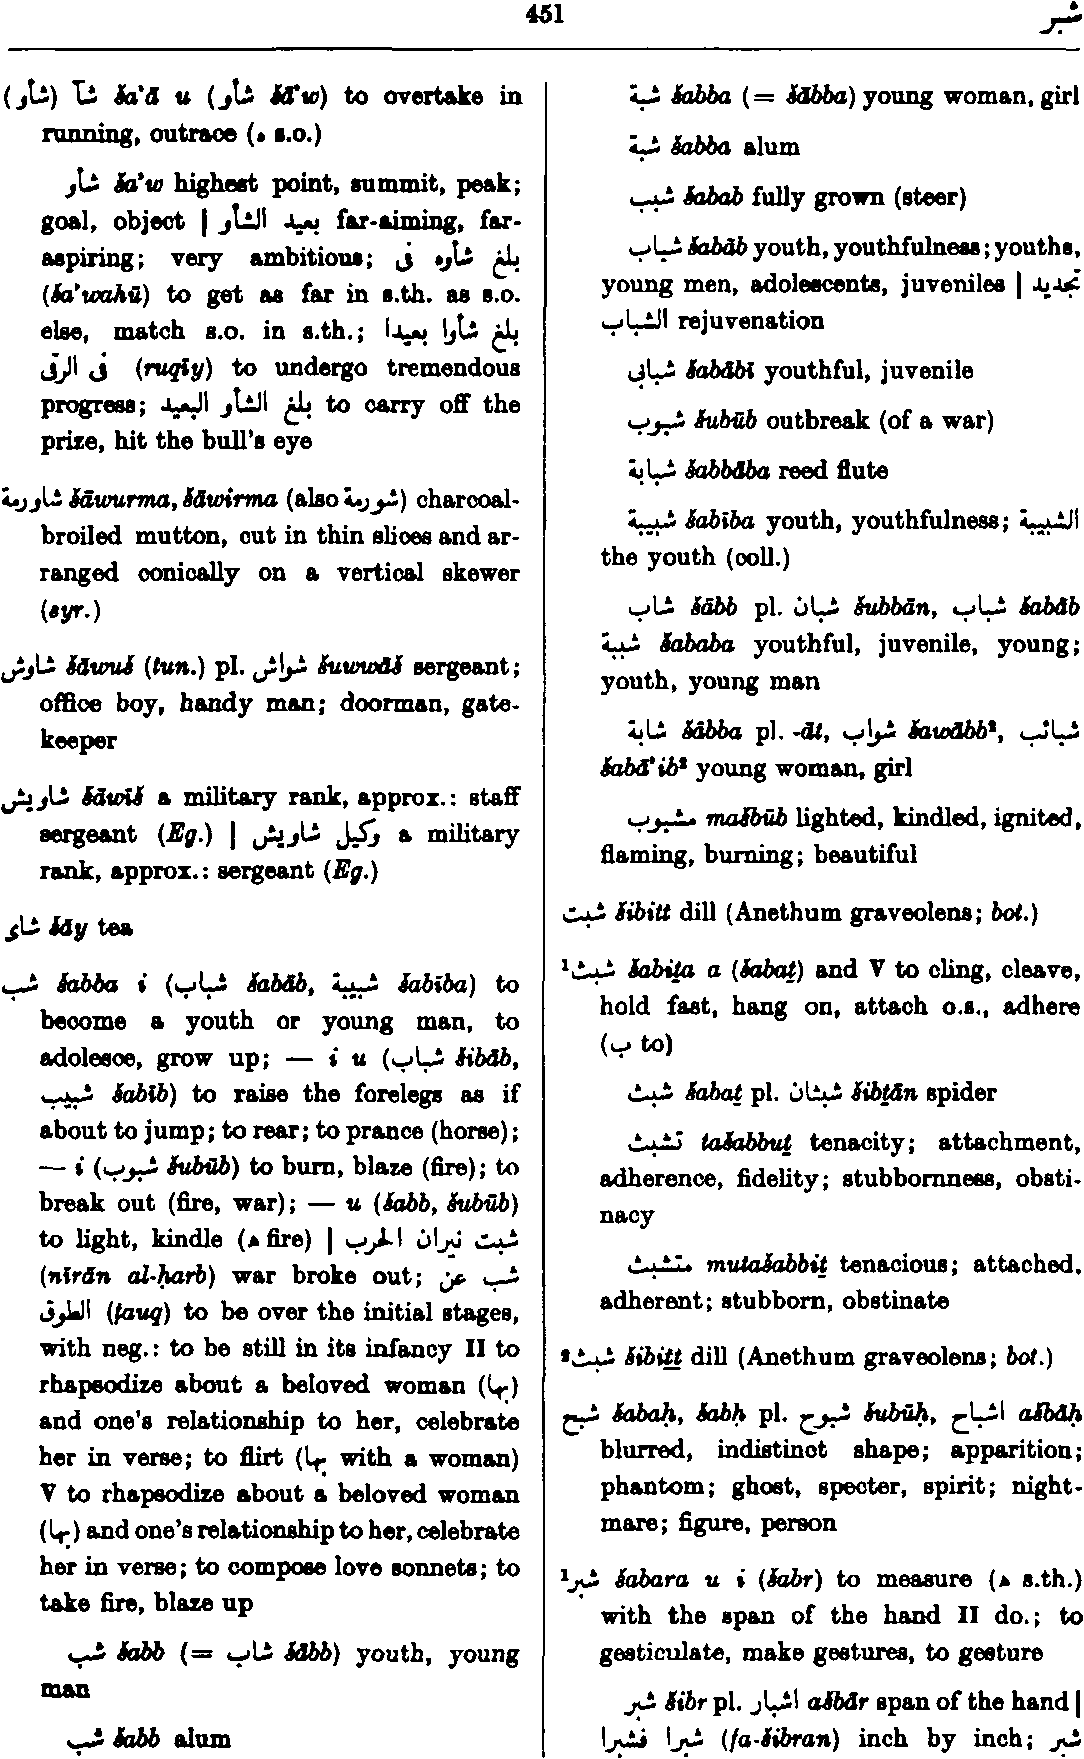 451
شبر
(شأو) شآ šaʾā u (شأو šāʾw) to overtake in
running, outrace (ه s.o.)
شأو šaʾw highest point, summit, peak;
goal, object | بعيد الشأو far-aiming, far-
aspiring; very ambitious; بلغ شأوه فى
(šaʾwahū) to get as far in s.th. as s.o.
else, match s.o. in s.th.; بلغ شأوا بعيدا
فى الرقى (ruqīy) to undergo tremendous
progress; بلغ الشأو البعيد to carry off the
prize, hit the bull's eye
شاورمة šāwurma, šāwirma (also شورمة) charcoal-
broiled mutton, cut in thin slices and ar-
ranged conically on a vertical skewer
(syr.)
شاوش šāwuš (tun.) pl. شواش šuwwāš sergeant;
office boy, handy man; doorman, gate-
keeper
شاويش šāwīš a military rank, approx.: staff
sergeant (Eg.) | وكيل شاويش a military
rank, approx.: sergeant (Eg.)
شاى šāy tea
شب šabba i (شباب šabāb, شبيبة šabība) to
become a youth or young man, to
adolesce, grow up; — i u (شباب šibāb,
شبيب šabīb) to raise the forelegs as if
about to jump; to rear; to prance (horse);
— i (شبوب šubūb) to burn, blaze (fire); to
break out (fire, war); — u (šabb, šubūb)
to light, kindle (ه fire) | شبت نيران الحرب
(nīrān al-ḥarb) war broke out; شب عن
الطوق (ṭauq) to be over the initial stages,
with neg.: to be still in its infancy II to
rhapsodize about a beloved woman (بها)
and one's relationship to her, celebrate
her in verse; to flirt (بها with a woman)
V to rhapsodize about a beloved woman
(بها) and one's relationship to her, celebrate
her in verse; to compose love sonnets; to
take fire, blaze up
شب šabb (= شاب šābb) youth, young
man
شب šabb alum
شبة šabba (= šābba) young woman, girl
شبة šabba alum
شبب šabab fully grown (steer)
شباب šabāb youth, youthfulness; youths,
young men, adolescents, juveniles | تجديد
الشباب rejuvenation
شبابى šabābī youthful, juvenile
شبوب šubūb outbreak (of a war)
شبابة šabbāba reed flute
شبيبة šabība youth, youthfulness; الشبيبة
the youth (coll.)
شاب šābb pl. شبان šubbān, شباب šabāb
شببة šababa youthful, juvenile, young;
youth, young man
شابة šābba pl. -āt, شواب šawābb², شبائب
šabāʾib² young woman, girl
مشبوب mašbūb lighted, kindled, ignited,
flaming, burning; beautiful
شبت šibitt dill (Anethum graveolens; bot.)
¹شبث šabiṯa a (šabaṯ) and V to cling, cleave,
hold fast, hang on, attach o.s., adhere
(ب to)
شبث šabaṯ pl. شبثان šibṯān spider
تشبث tašabbuṯ tenacity; attachment,
adherence, fidelity; stubbornness, obsti-
nacy
متشبث mutašabbiṯ tenacious; attached,
adherent; stubborn, obstinate
²شبث šibiṯṯ dill (Anethum graveolens; bot.)
شبح šabaḥ, šabḥ pl. شبوح šubūḥ, اشباح ašbāḥ
blurred, indistinct shape; apparition;
phantom; ghost, specter, spirit; night-
mare; figure, person
¹شبر šabara u i (šabr) to measure (ه s.th.)
with the span of the hand II do.; to
gesticulate, make gestures, to gesture
شبر šibr pl. اشبار ašbār span of the hand |
شبرا فشبرا (fa-šibran) inch by inch; شبر